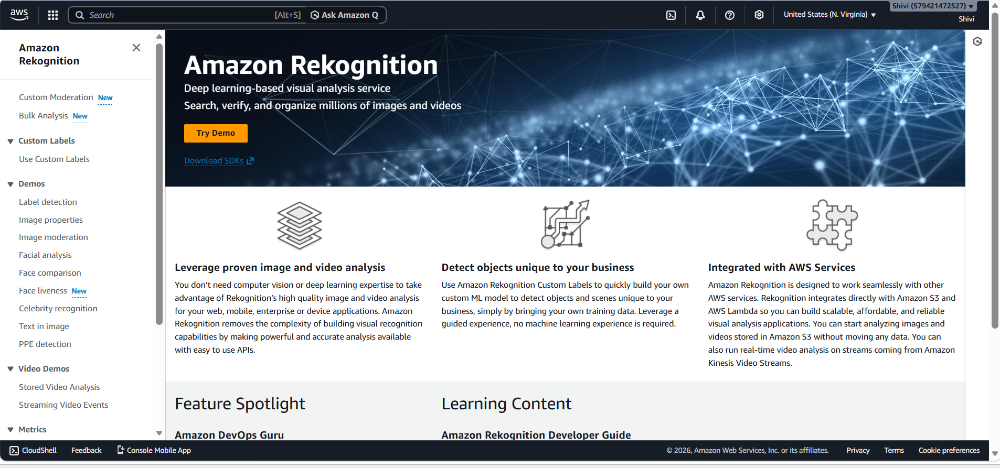 aws
Search
[Alt+S]
Ask Amazon Q
United States (N. Virginia)
Shivi (579421472527)
Shivi
Amazon
Rekognition
Custom Moderation New
Bulk Analysis New
Custom Labels
Use Custom Labels
Demos
Label detection
Image properties
Image moderation
Facial analysis
Face comparison
Face liveness New
Celebrity recognition
Text in image
PPE detection
Video Demos
Stored Video Analysis
Streaming Video Events
Metrics
Amazon Rekognition
Deep learning-based visual analysis service
Search, verify, and organize millions of images and videos
Try Demo
Download SDKs
Leverage proven image and video analysis
You don’t need computer vision or deep learning expertise to take
advantage of Rekognition’s high quality image and video analysis
for your web, mobile, enterprise or device applications. Amazon
Rekognition removes the complexity of building visual recognition
capabilities by making powerful and accurate analysis available
with easy to use APIs.
Detect objects unique to your business
Use Amazon Rekognition Custom Labels to quickly build your own
custom ML model to detect objects and scenes unique to your
business, simply by bringing your own training data. Leverage a
guided experience, no machine learning experience is required.
Integrated with AWS Services
Amazon Rekognition is designed to work seamlessly with other
AWS services. Rekognition integrates directly with Amazon S3 and
AWS Lambda so you can build scalable, affordable, and reliable
visual analysis applications. You can start analyzing images and
videos stored in Amazon S3 without moving any data. You can
also run real-time video analysis on streams coming from Amazon
Kinesis Video Streams.
Feature Spotlight
Amazon DevOps Guru
Learning Content
Amazon Rekognition Developer Guide
CloudShell
Feedback
Console Mobile App
© 2026, Amazon Web Services, Inc. or its affiliates.
Privacy
Terms
Cookie preferences